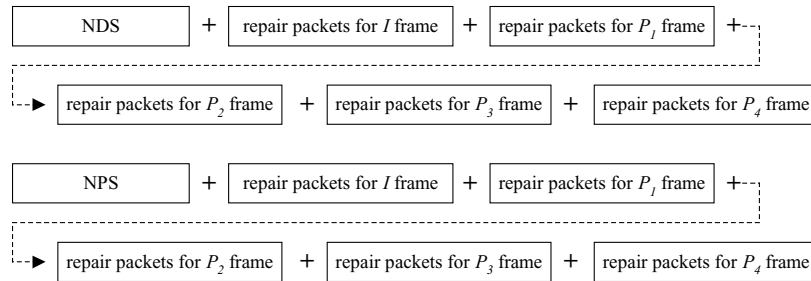 NDS + repair packets for I frame + repair packets for P1 frame +
repair packets for P2 frame + repair packets for P3 frame + repair packets for P4 frame
NPS + repair packets for I frame + repair packets for P1 frame +
repair packets for P2 frame + repair packets for P3 frame + repair packets for P4 frame